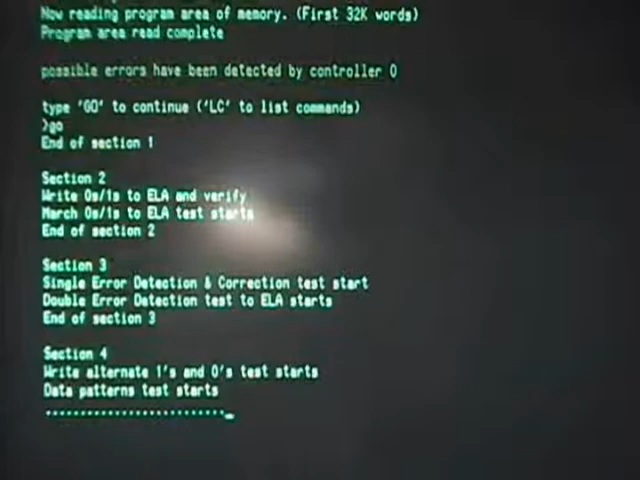 Now reading program area of memory. (First 32K words)
Program area read complete
possible errors have been detected by controller 0
type 'GO' to continue ('LC' to list commands)
>go
End of section 1
Section 2
Write 0s/1s to ELA and verify
March 0s/1s to ELA test starts
End of section 2
Section 3
Single Error Detection & Correction test start
Double Error Detection test to ELA starts
End of section 3
Section 4
Write alternate 1's and 0's test starts
Data patterns test starts
..........................._